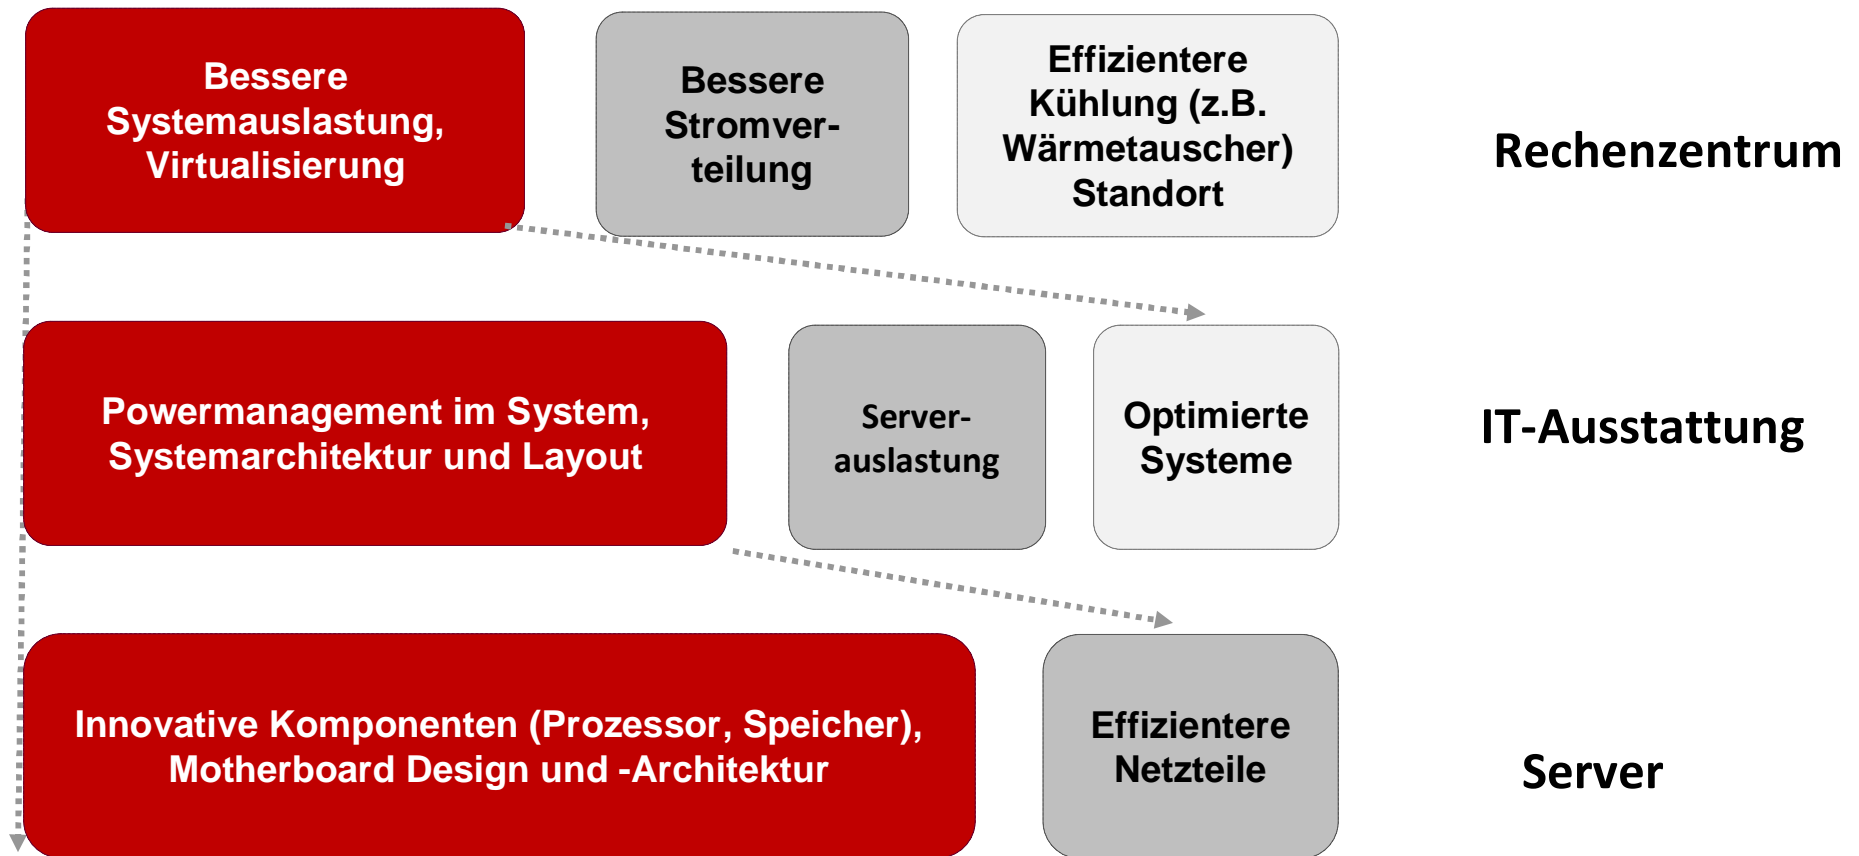 Bessere
Systemauslastung,
Virtualisierung
Bessere
Stromver-
teilung
Effizientere
Kühlung (z.B.
Wärmetauscher)
Standort
Rechenzentrum
Powermanagement im System,
Systemarchitektur und Layout
Server-
auslastung
Optimierte
Systeme
IT-Ausstattung
Innovative Komponenten (Prozessor, Speicher),
Motherboard Design und -Architektur
Effizientere
Netzteile
Server